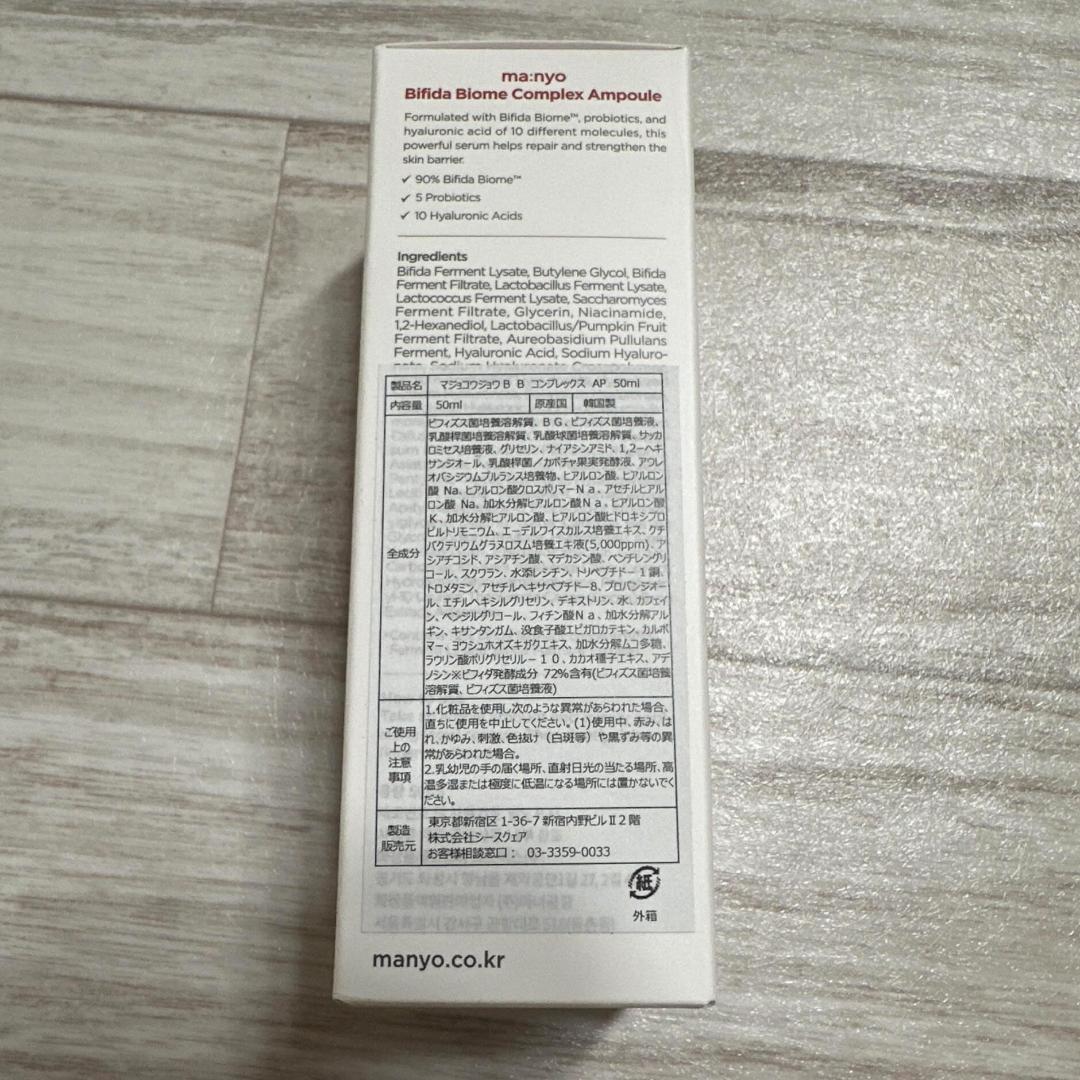 ma:nyo
Bifida Biome Complex Ampoule
Formulated with Bifida Biome™, probiotics, and
hyaluronic acid of 10 different molecules, this
powerful serum helps repair and strengthen the
skin barrier.
✓ 90% Bifida Biome™
✓ 5 Probiotics
✓ 10 Hyaluronic Acids
Ingredients
Bifida Ferment Lysate, Butylene Glycol, Bifida
Ferment Filtrate, Lactobacillus Ferment Lysate,
Lactococcus Ferment Lysate, Saccharomyces
Ferment Filtrate, Glycerin, Niacinamide,
1,2-Hexanediol, Lactobacillus/Pumpkin Fruit
Ferment Filtrate, Aureobasidium Pullulans
Ferment, Hyaluronic Acid, Sodium Hyaluro-
製品名 マジョコウジョウＢ Ｂ コンプレックス AP 50ml
内容量 50ml 原産国 韓国製
全成分
ビフィズス菌培養溶解質、ＢＧ、ビフィズス菌培養液、
乳酸桿菌培養溶解質、乳酸球菌培養溶解質、サッカ
ロミセス培養液、グリセリン、ナイアシンアミド、1,2－ヘキ
サンジオール、乳酸桿菌／カボチャ果実発酵液、アウレ
オバシジウムプルランス培養物、ヒアルロン酸、ヒアルロン
酸 Na、ヒアルロン酸クロスポリマーＮａ、アセチルヒアル
ロン酸 Na、加水分解ヒアルロン酸Ｎａ、ヒアルロン酸
Ｋ、加水分解ヒアルロン酸、ヒアルロン酸ヒドロキシプロ
ピルトリモニウム、エーデルワイスカルス培養エキス、クチ
バクテリウムグラヌロスム培養エキ液(5,000ppm)、ア
シアチコシド、アシアチン酸、マデカシン酸、ペンチレングリ
コール、スクワラン、水添レシチン、トリペプチド－１銅、
トロメタミン、アセチルヘキサペプチド－8、プロパンジオー
ル、エチルヘキシルグリセリン、デキストリン、水、カフェイ
ン、ベンジルグリコール、フィチン酸Ｎａ、加水分解アル
ギン、キサンタンガム、没食子酸エピガロカテキン、カルボ
マー、ヨウシュホオズキガクエキス、加水分解ムコ多糖、
ラウリン酸ポリグリセリル－１０、カカオ種子エキス、アデ
ノシン※ビフィダ発酵成分 72%含有(ビフィズス菌培養
溶解質、ビフィズス菌培養液)
ご使用
上の
注意
事項
1.化粧品を使用し次のような異常があらわれた場合、
直ちに使用を中止してください。(1)使用中、赤み、は
れ、かゆみ、刺激、色抜け（白斑等）や黒ずみ等の異
常があらわれた場合。
2.乳幼児の手の届く場所、直射日光の当たる場所、高
温多湿または極度に低温になる場所には置かないでく
ださい。
製造
販売元
東京都新宿区 1-36-7 新宿内野ビルⅡ２階
株式会社シースクェア
お客様相談窓口： 03-3359-0033
紙
外箱
manyo.co.kr